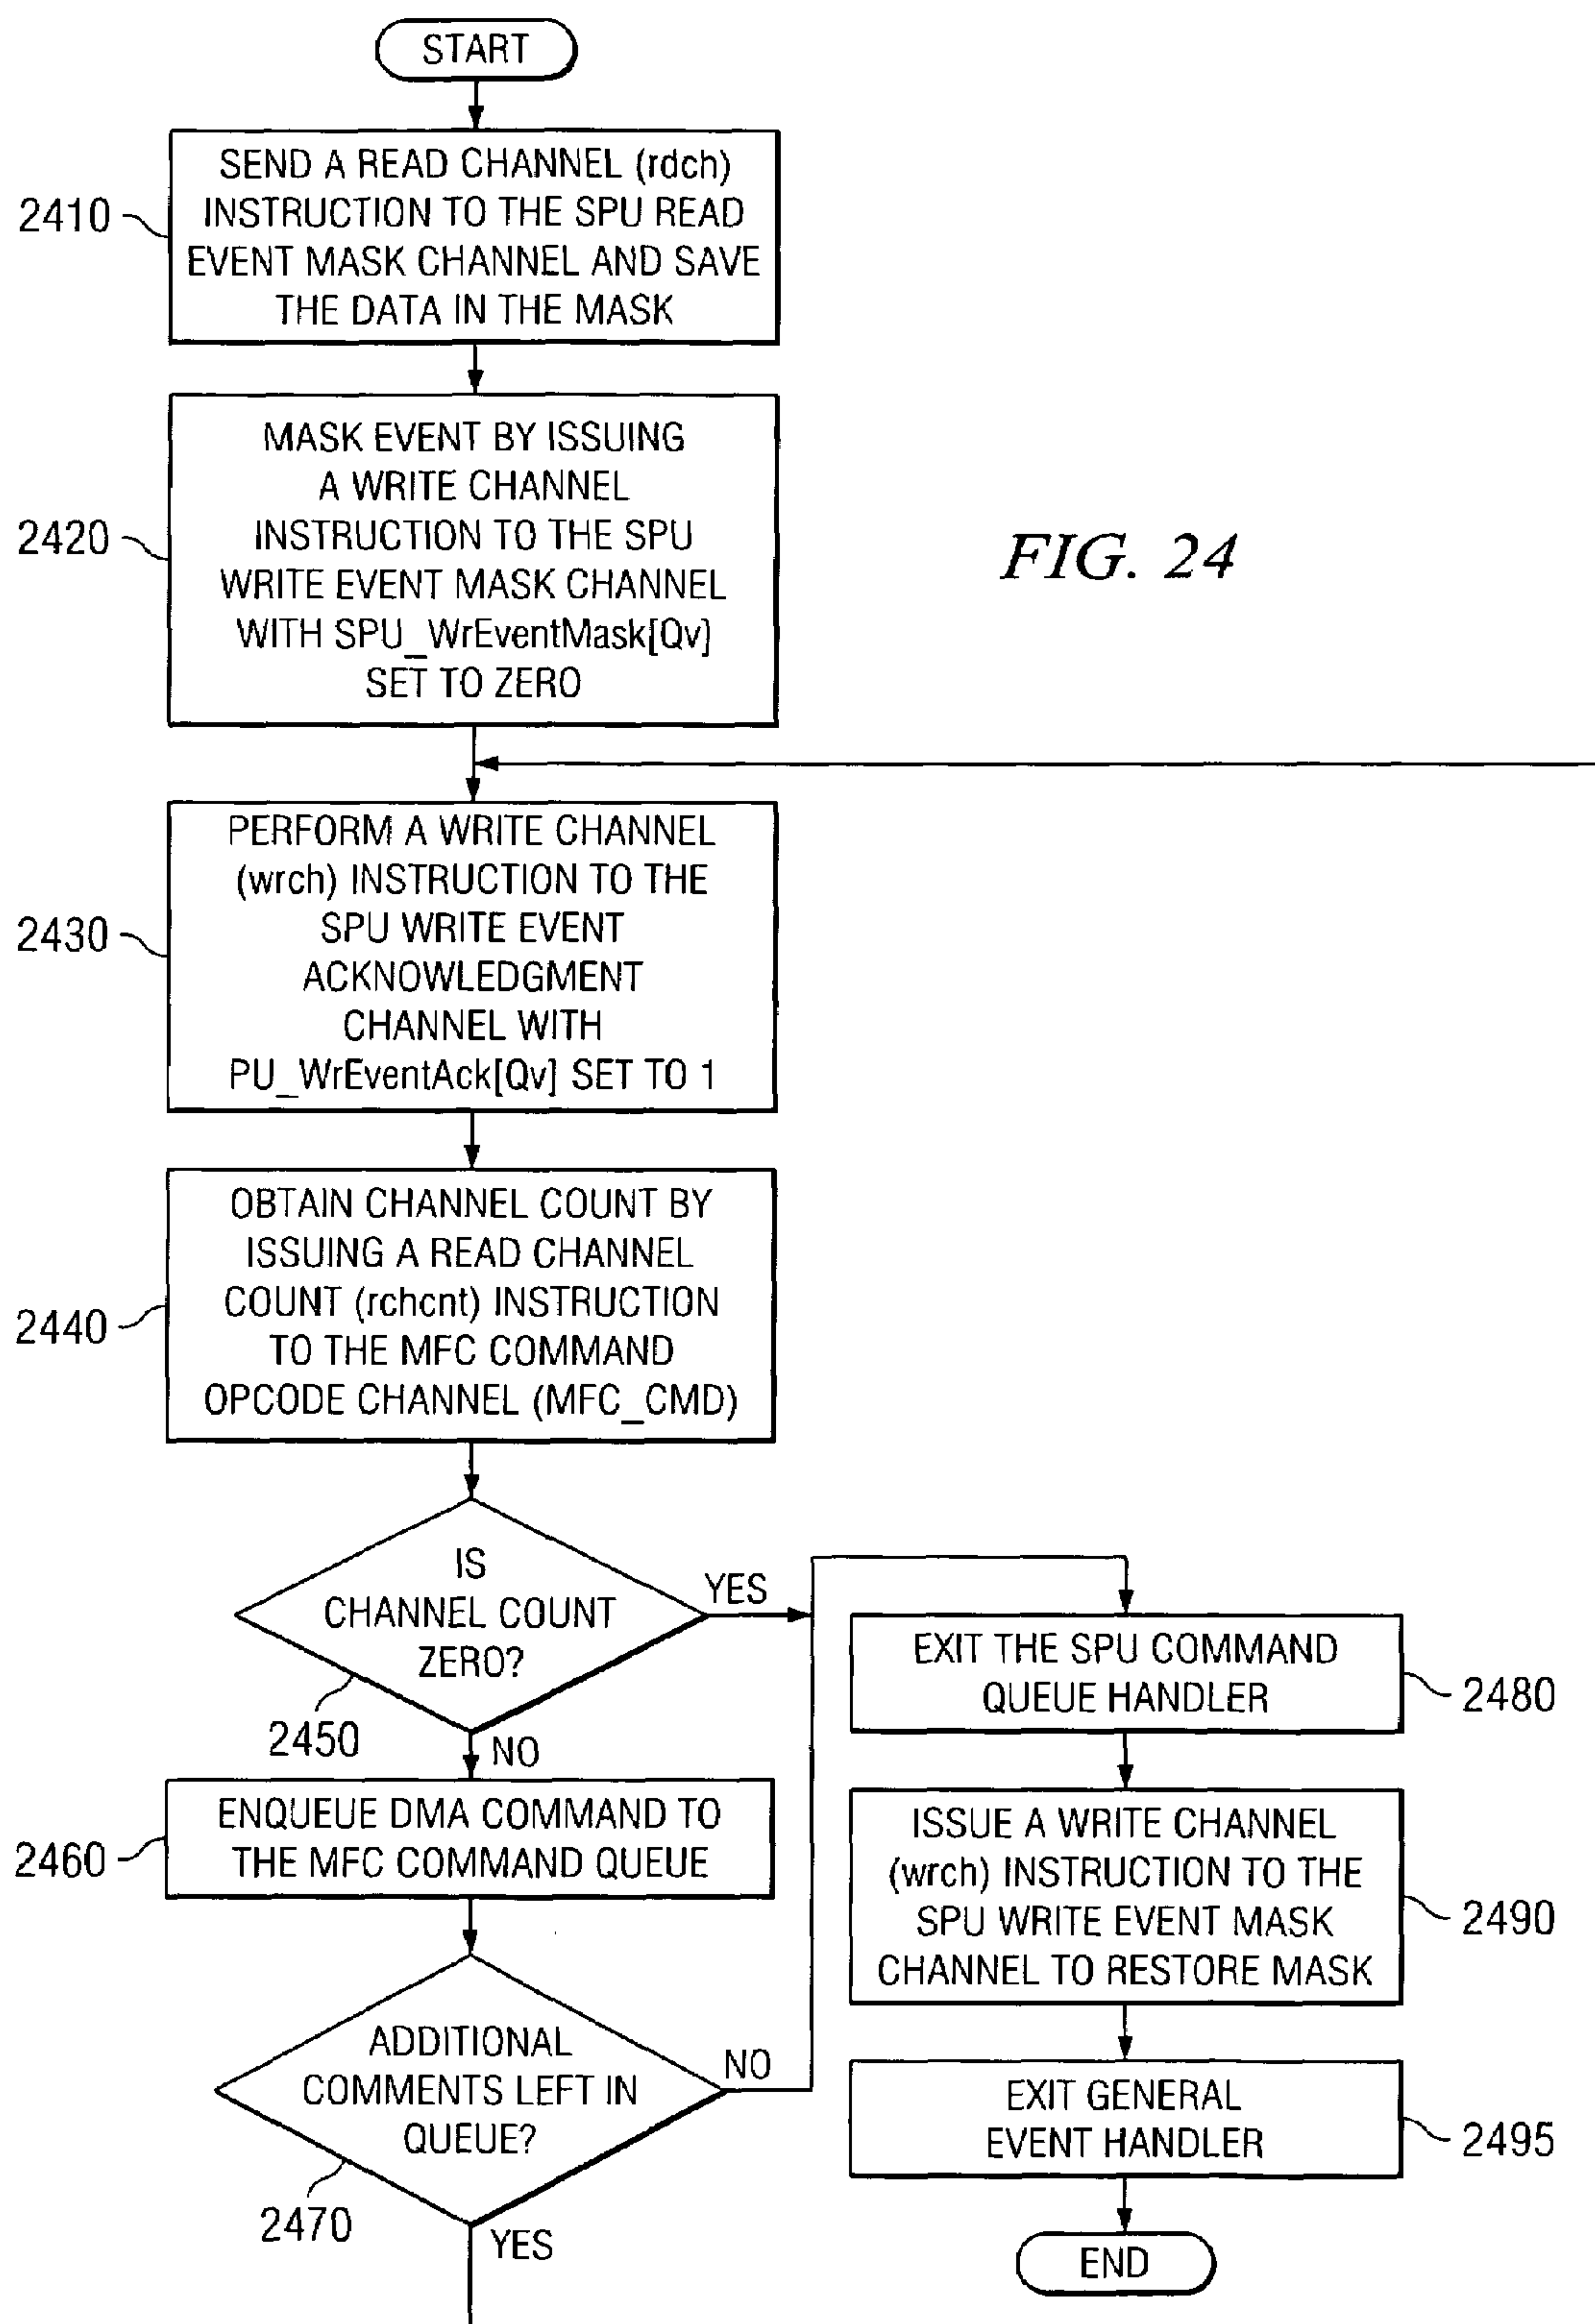 START
SEND A READ CHANNEL (rdch)
INSTRUCTION TO THE SPU READ
EVENT MASK CHANNEL AND SAVE
THE DATA IN THE MASK
2410
MASK EVENT BY ISSUING
A WRITE CHANNEL
INSTRUCTION TO THE SPU
WRITE EVENT MASK CHANNEL
WITH SPU_WrEventMask[Qv]
SET TO ZERO
2420
FIG. 24
PERFORM A WRITE CHANNEL
(wrch) INSTRUCTION TO THE
SPU WRITE EVENT
ACKNOWLEDGMENT
CHANNEL WITH
PU_WrEventAck[Qv] SET TO 1
2430
OBTAIN CHANNEL COUNT BY
ISSUING A READ CHANNEL
COUNT (rchcnt) INSTRUCTION
TO THE MFC COMMAND
OPCODE CHANNEL (MFC_CMD)
2440
IS
CHANNEL COUNT
ZERO?
YES
2450
NO
ENQUEUE DMA COMMAND TO
THE MFC COMMAND QUEUE
2460
ADDITIONAL
COMMENTS LEFT IN
QUEUE?
NO
2470
YES
EXIT THE SPU COMMAND
QUEUE HANDLER
2480
ISSUE A WRITE CHANNEL
(wrch) INSTRUCTION TO THE
SPU WRITE EVENT MASK
CHANNEL TO RESTORE MASK
2490
EXIT GENERAL
EVENT HANDLER
2495
END